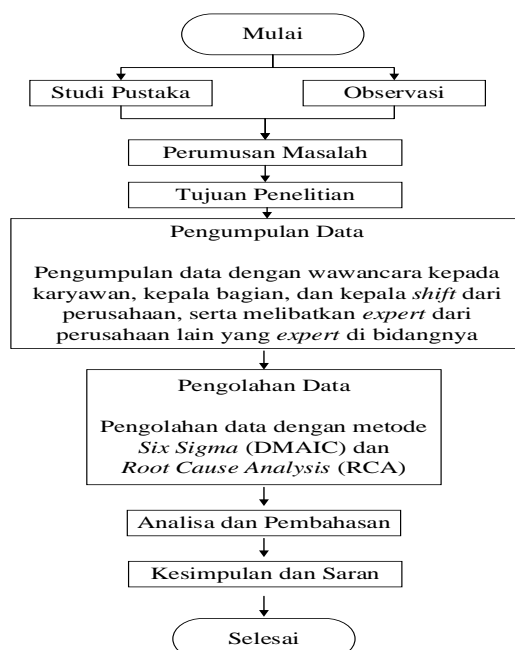 Mulai
Studi Pustaka
Observasi
Perumusan Masalah
Tujuan Penelitian
Pengumpulan Data
Pengumpulan data dengan wawancara kepada
karyawan, kepala bagian, dan kepala shift dari
perusahaan, serta melibatkan expert dari
perusahaan lain yang expert di bidangnya
Pengolahan Data
Pengolahan data dengan metode
Six Sigma (DMAIC) dan
Root Cause Analysis (RCA)
Analisa dan Pembahasan
Kesimpulan dan Saran
Selesai